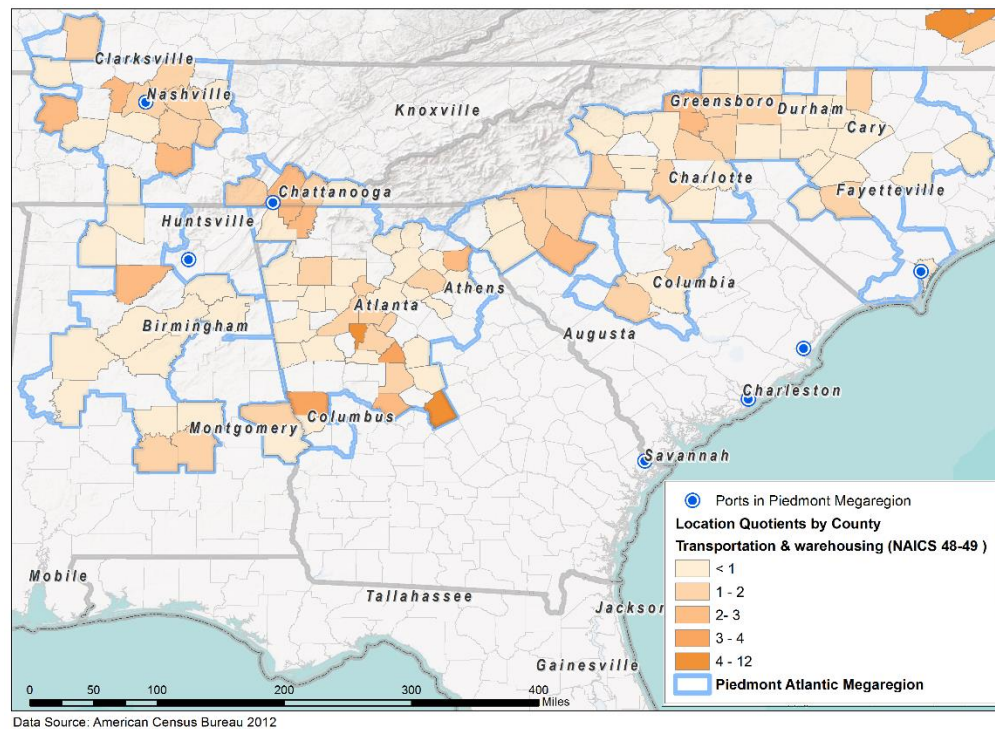 Clarksville
Nashville
Knoxville
Greensboro
Durham
Cary
Chattanooga
Charlotte
Fayetteville
Huntsville
Columbia
Athens
Atlanta
Birmingham
Augusta
Charleston
Columbus
Montgomery
Savannah
Mobile
Tallahassee
Jackson
Gainesville
Ports in Piedmont Megaregion
Location Quotients by County
Transportation & warehousing (NAICS 48-49 )
< 1
1 - 2
2- 3
3 - 4
4 - 12
Piedmont Atlantic Megaregion
0 50 100 200 300 400
Miles
Data Source: American Census Bureau 2012